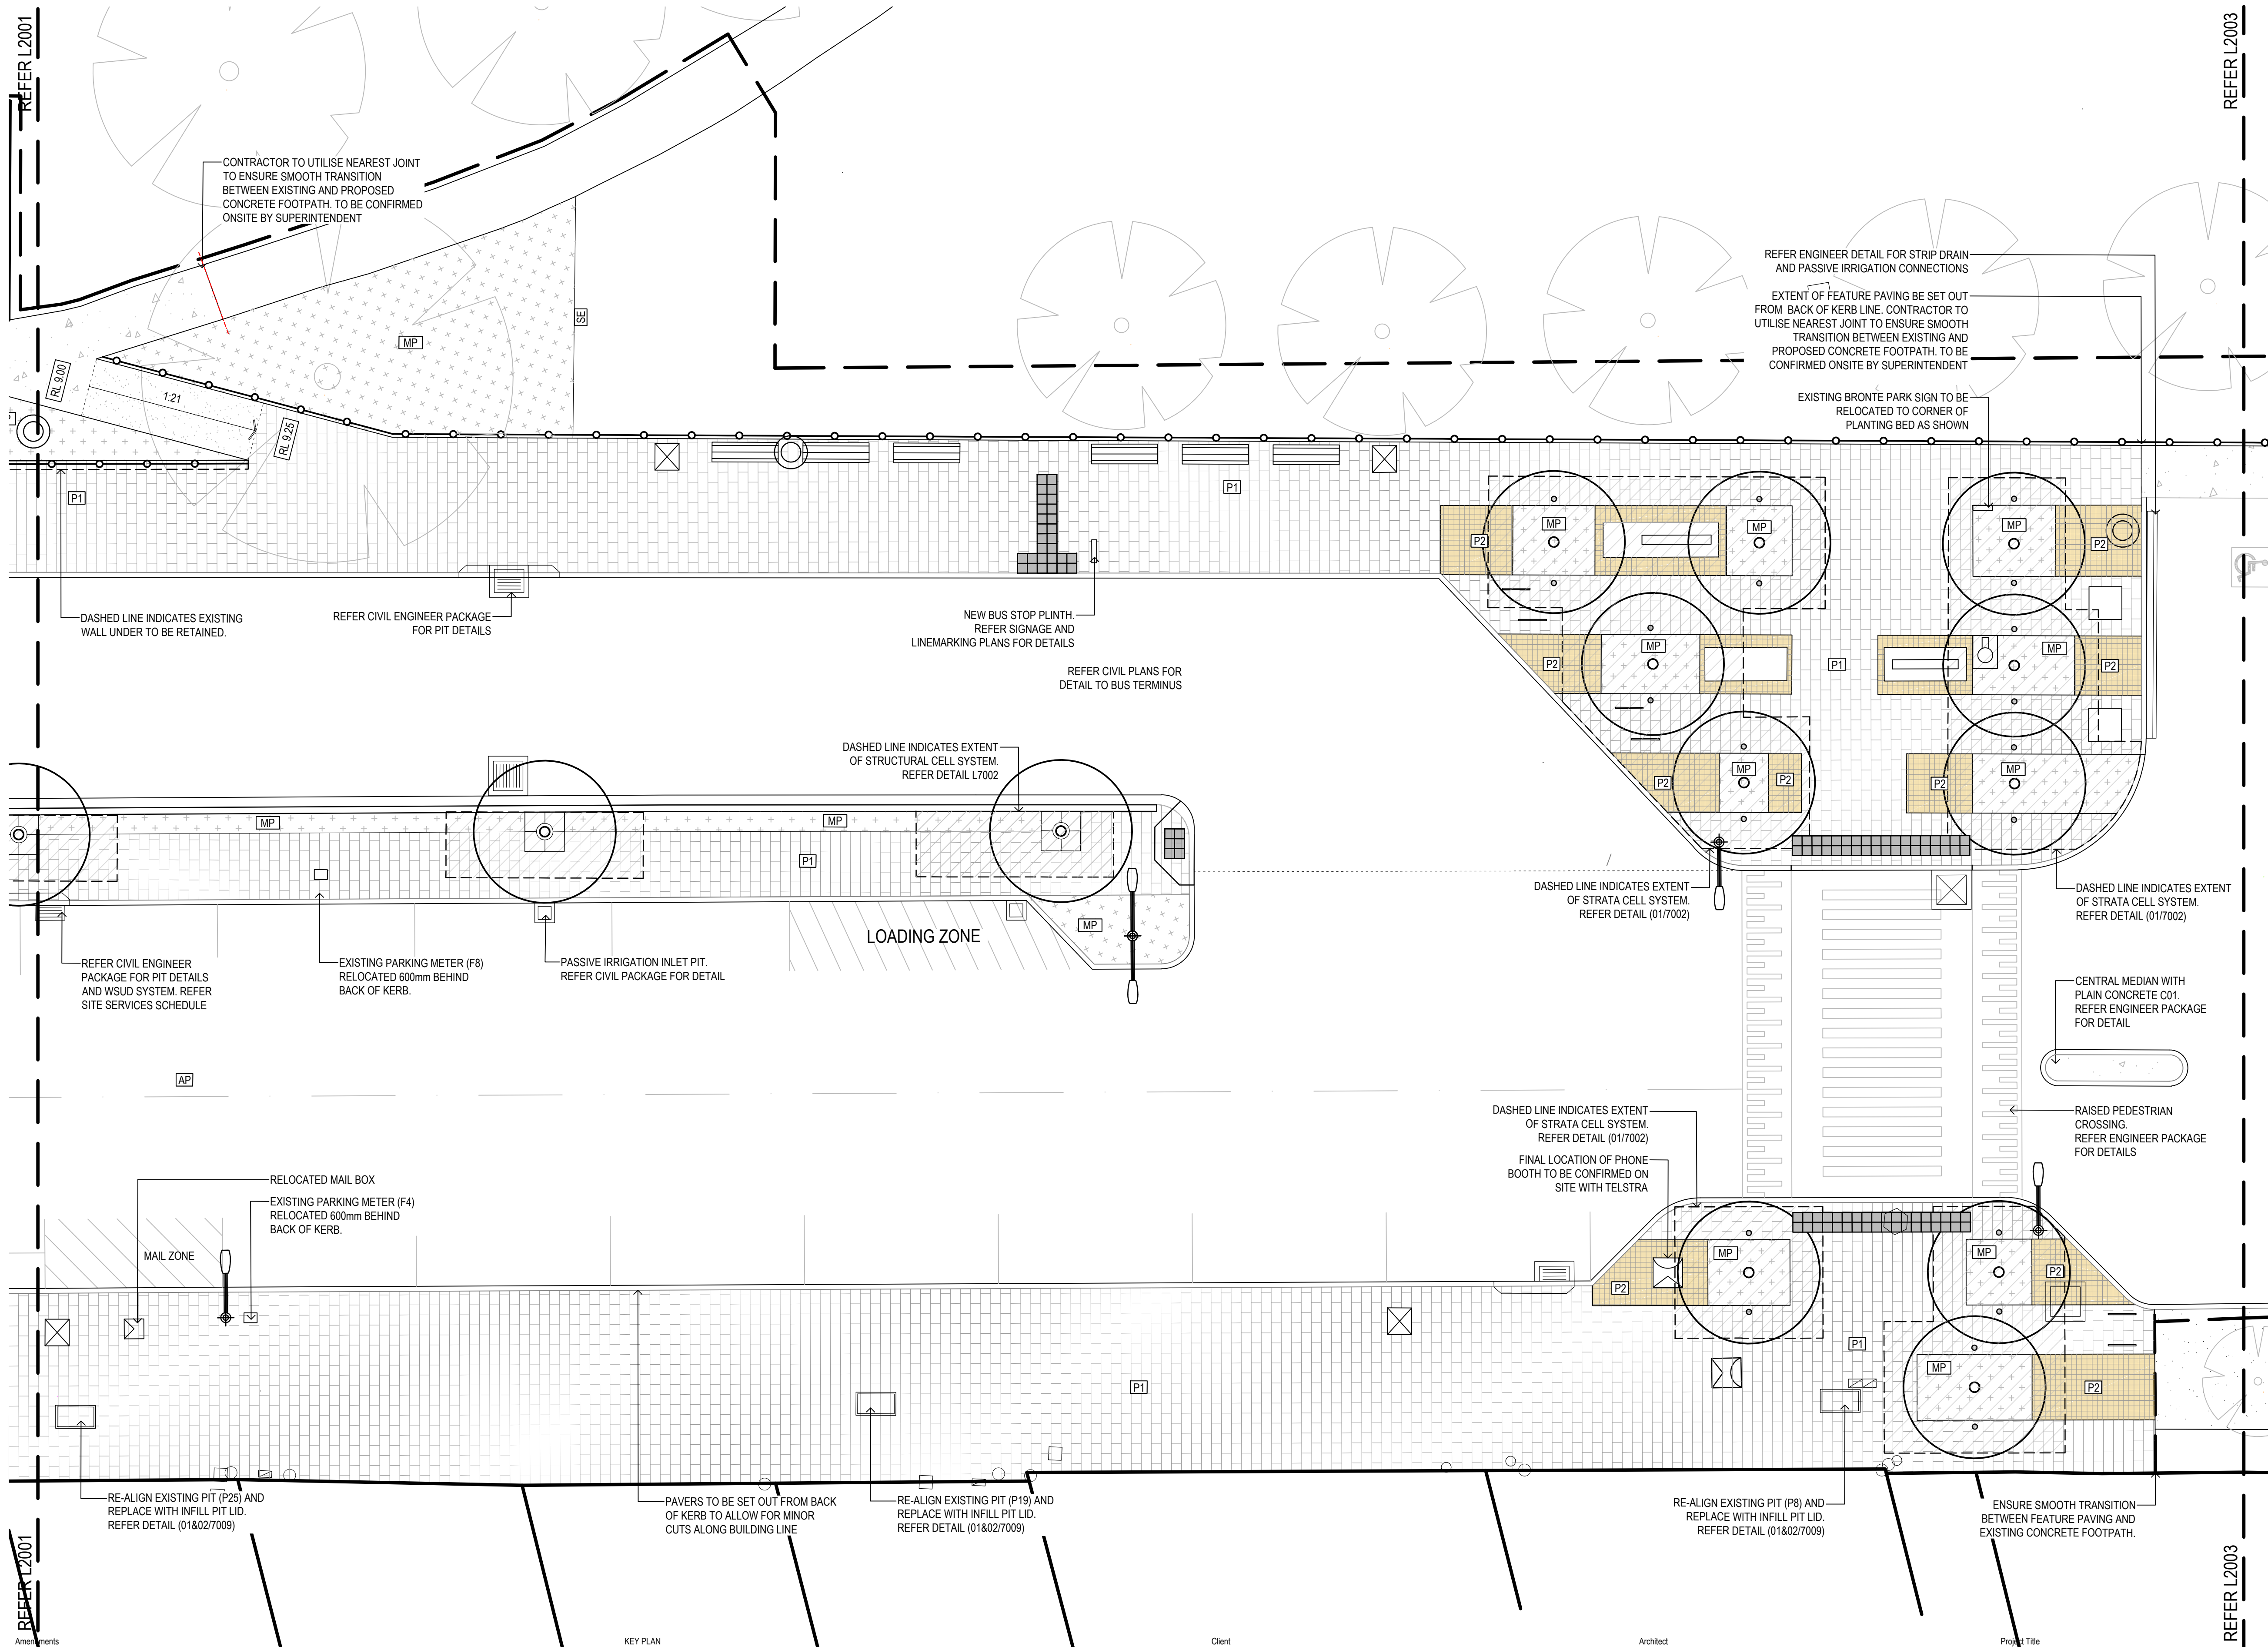 REFER L2001
REFER L2003
CONTRACTOR TO UTILISE NEAREST JOINT
TO ENSURE SMOOTH TRANSITION
BETWEEN EXISTING AND PROPOSED
CONCRETE FOOTPATH. TO BE CONFIRMED
ONSITE BY SUPERINTENDENT
REFER ENGINEER DETAIL FOR STRIP DRAIN
AND PASSIVE IRRIGATION CONNECTIONS
EXTENT OF FEATURE PAVING BE SET OUT
FROM BACK OF KERB LINE. CONTRACTOR TO
UTILISE NEAREST JOINT TO ENSURE SMOOTH
TRANSITION BETWEEN EXISTING AND
PROPOSED CONCRETE FOOTPATH. TO BE
CONFIRMED ONSITE BY SUPERINTENDENT
EXISTING BRONTE PARK SIGN TO BE
RELOCATED TO CORNER OF
PLANTING BED AS SHOWN
SE
MP
RL 9.00
1:21
RL 9.25
P1
P1
MP
MP
MP
P2
P2
DASHED LINE INDICATES EXISTING
WALL UNDER TO BE RETAINED.
REFER CIVIL ENGINEER PACKAGE
FOR PIT DETAILS
NEW BUS STOP PLINTH.
REFER SIGNAGE AND
LINEMARKING PLANS FOR DETAILS
REFER CIVIL PLANS FOR
DETAIL TO BUS TERMINUS
MP
MP
P2
P1
P2
DASHED LINE INDICATES EXTENT
OF STRUCTURAL CELL SYSTEM.
REFER DETAIL L7002
MP
MP
P2
P2
P2
MP
MP
P1
MP
LOADING ZONE
DASHED LINE INDICATES EXTENT
OF STRATA CELL SYSTEM.
REFER DETAIL (01/7002)
DASHED LINE INDICATES EXTENT
OF STRATA CELL SYSTEM.
REFER DETAIL (01/7002)
REFER CIVIL ENGINEER
PACKAGE FOR PIT DETAILS
AND WSUD SYSTEM. REFER
SITE SERVICES SCHEDULE
EXISTING PARKING METER (F8)
RELOCATED 600mm BEHIND
BACK OF KERB.
PASSIVE IRRIGATION INLET PIT.
REFER CIVIL PACKAGE FOR DETAIL
CENTRAL MEDIAN WITH
PLAIN CONCRETE C01.
REFER ENGINEER PACKAGE
FOR DETAIL
AP
DASHED LINE INDICATES EXTENT
OF STRATA CELL SYSTEM.
REFER DETAIL (01/7002)
RAISED PEDESTRIAN
CROSSING.
REFER ENGINEER PACKAGE
FOR DETAILS
FINAL LOCATION OF PHONE
BOOTH TO BE CONFIRMED ON
SITE WITH TELSTRA
RELOCATED MAIL BOX
EXISTING PARKING METER (F4)
RELOCATED 600mm BEHIND
BACK OF KERB.
MAIL ZONE
MP
MP
P2
P2
P1
MP
P1
P2
RE-ALIGN EXISTING PIT (P25) AND
REPLACE WITH INFILL PIT LID.
REFER DETAIL (01&02/7009)
PAVERS TO BE SET OUT FROM BACK
OF KERB TO ALLOW FOR MINOR
CUTS ALONG BUILDING LINE
RE-ALIGN EXISTING PIT (P19) AND
REPLACE WITH INFILL PIT LID.
REFER DETAIL (01&02/7009)
RE-ALIGN EXISTING PIT (P8) AND
REPLACE WITH INFILL PIT LID.
REFER DETAIL (01&02/7009)
ENSURE SMOOTH TRANSITION
BETWEEN FEATURE PAVING AND
EXISTING CONCRETE FOOTPATH.
REFER L2001
REFER L2003
Amendments
KEY PLAN
Client
Architect
Project Title